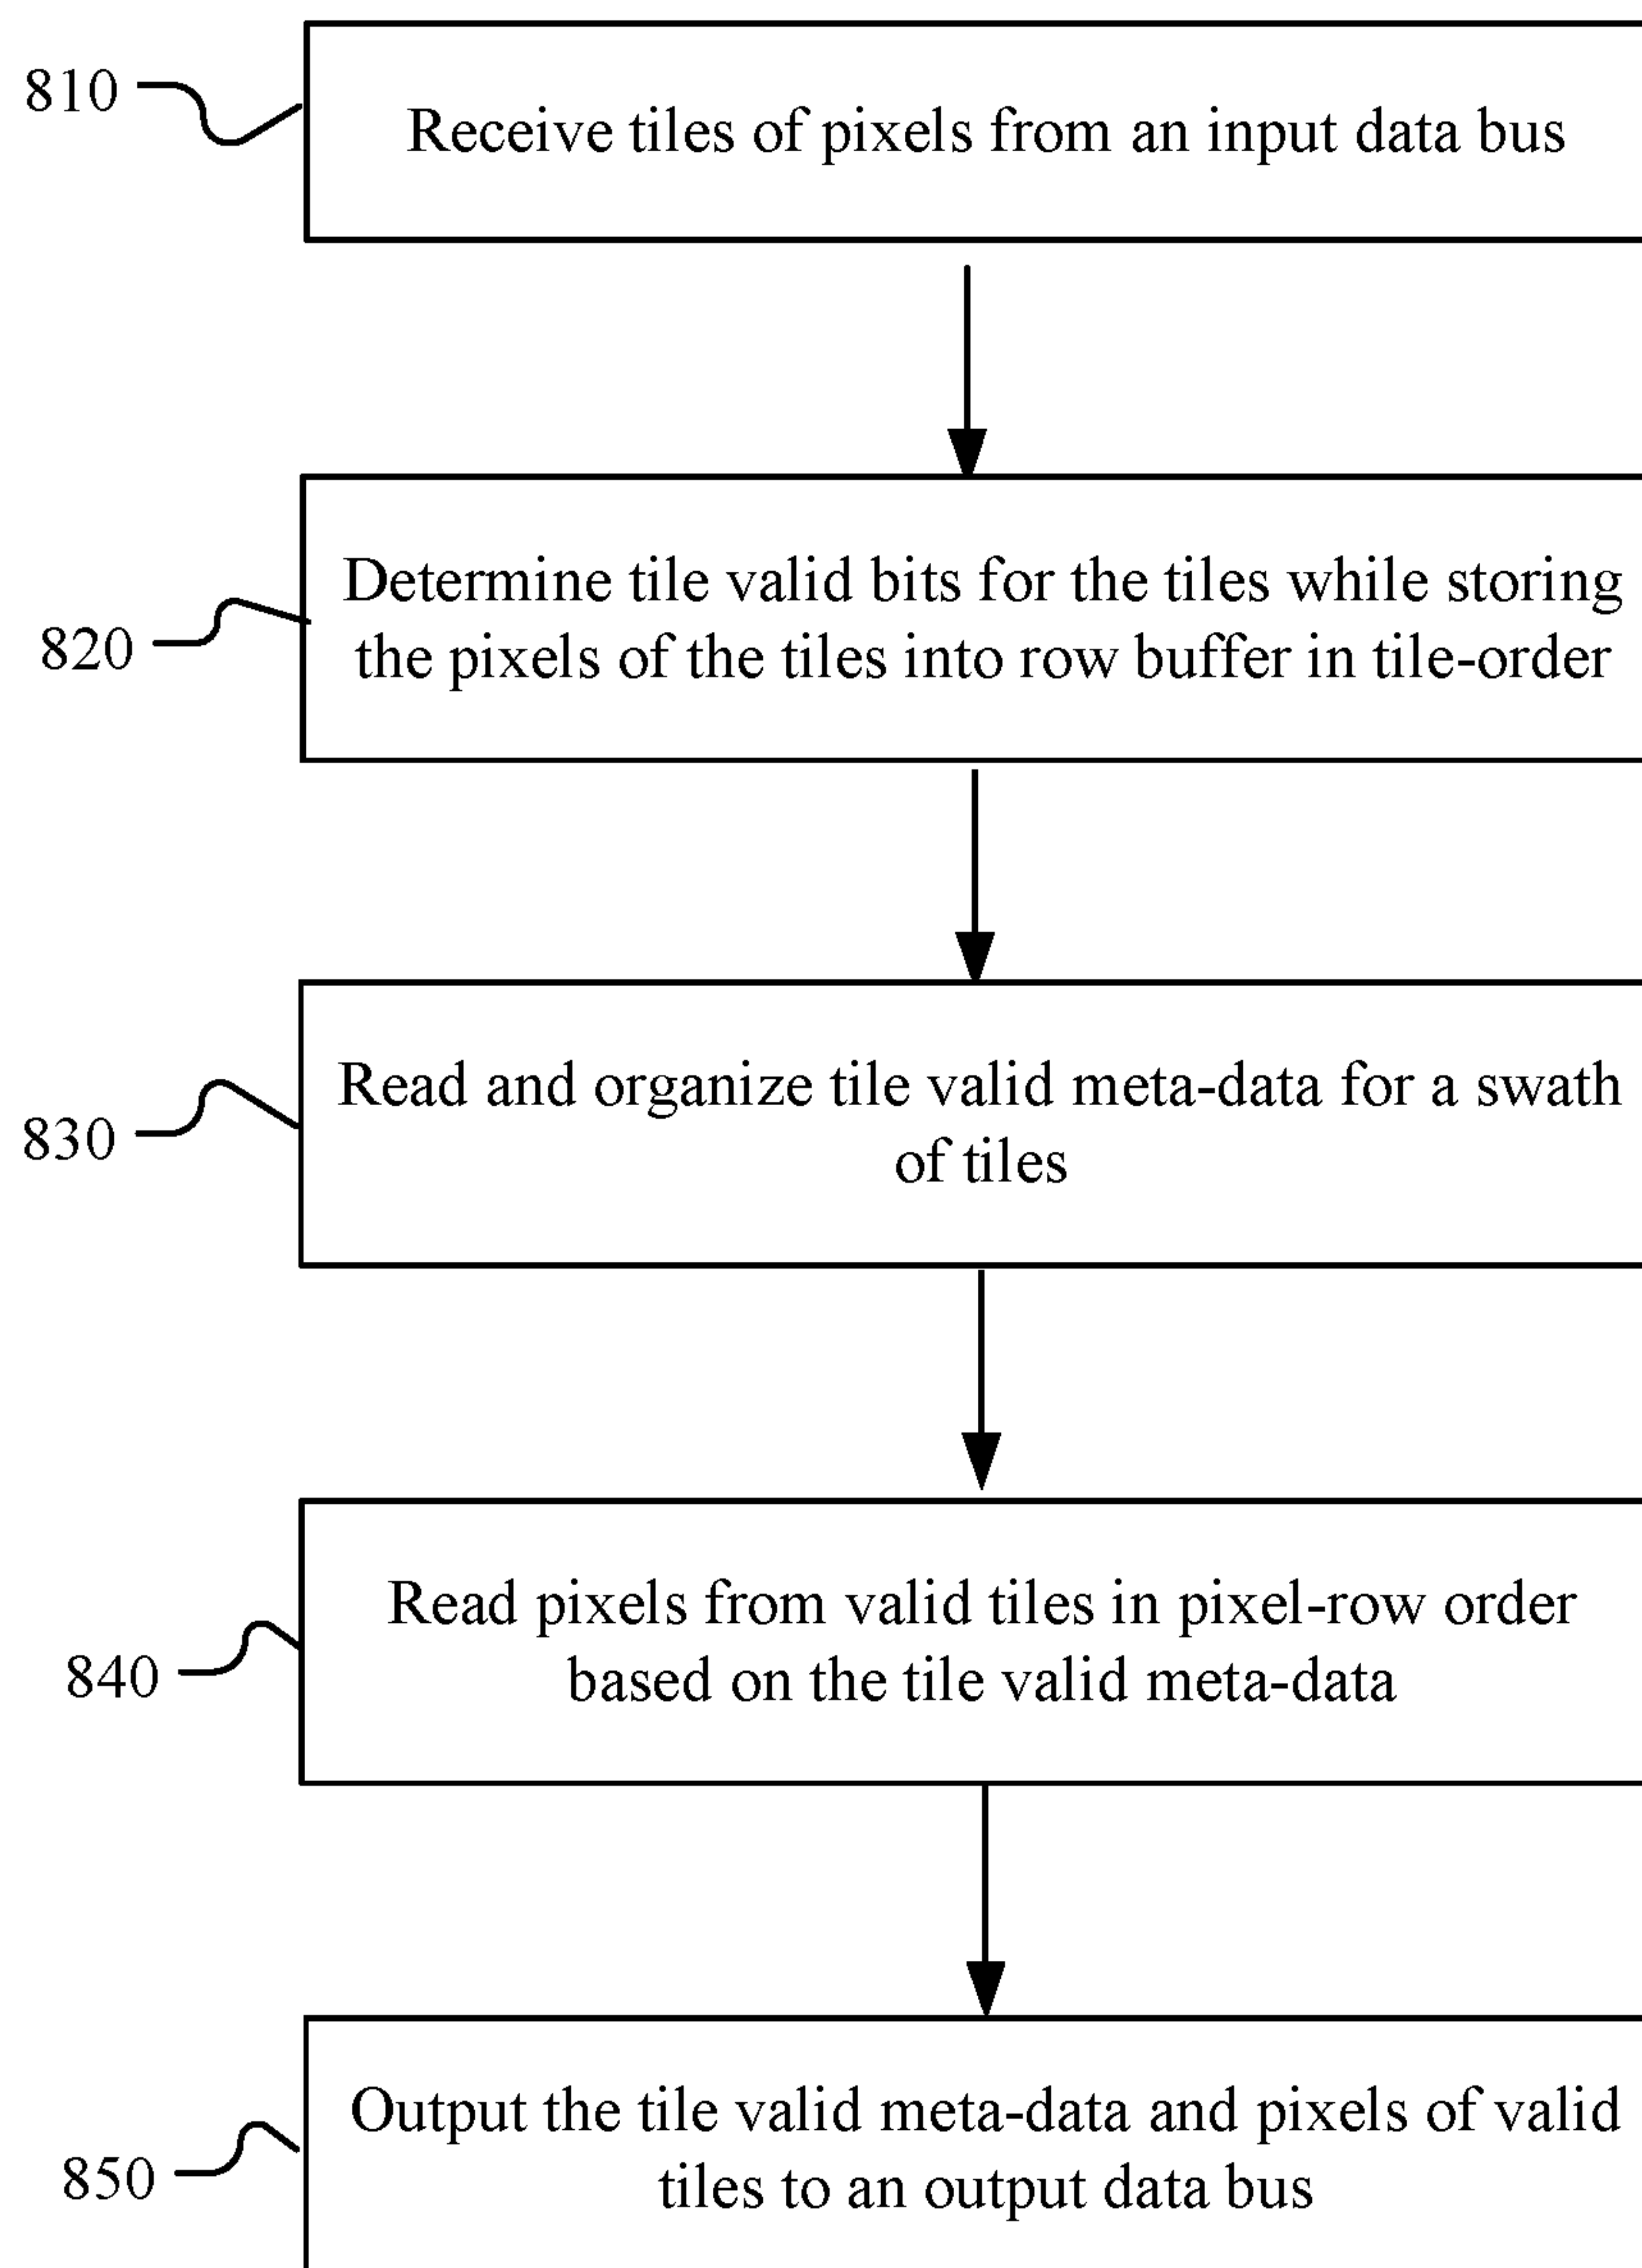 810
Receive tiles of pixels from an input data bus
Determine tile valid bits for the tiles while storing
the pixels of the tiles into row buffer in tile-order
820
Read and organize tile valid meta-data for a swath
of tiles
830
Read pixels from valid tiles in pixel-row order
based on the tile valid meta-data
840
Output the tile valid meta-data and pixels of valid
tiles to an output data bus
850